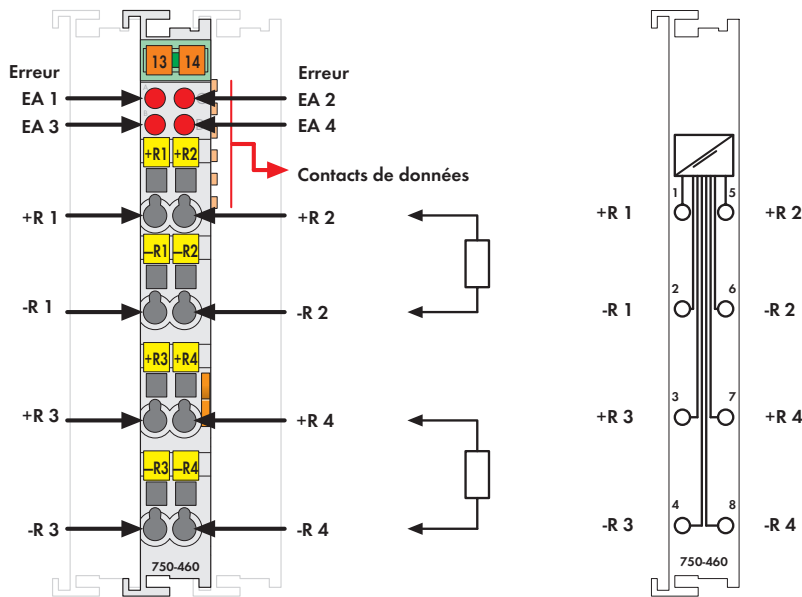 13 14
Erreur Erreur
EA 1 EA 2
EA 3 EA 4
+R1 +R2
Contacts de données
+R 1 +R 2
–R1 –R2
-R 1 -R 2
+R3 +R4
+R 3 +R 4
–R3 –R4
-R 3 -R 4
750-460
1 5
+R 1 +R 2
2 6
-R 1 -R 2
3 7
+R 3 +R 4
4 8
-R 3 -R 4
750-460